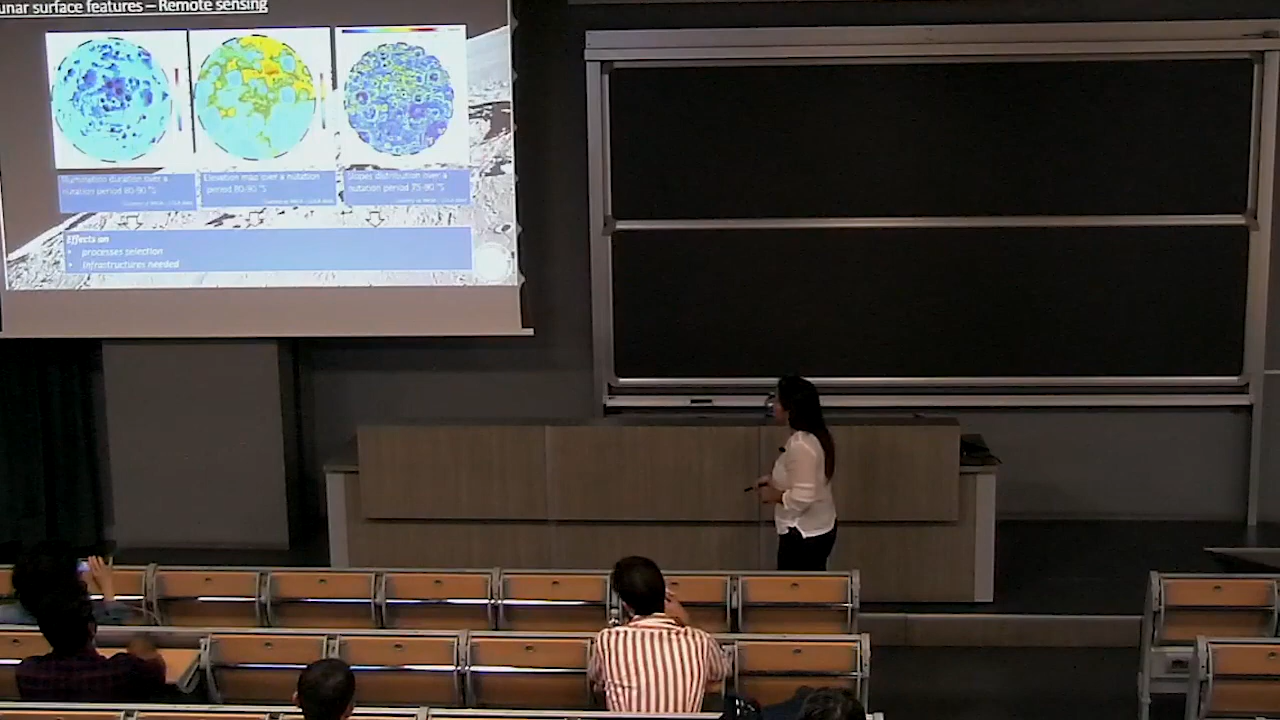 unar surface features – Remote sensing
Illumination duration over a
nutation period 80-90 °S
Elevation map over a nutation
period 80-90 °S
Slopes distribution over a
nutation period 75-90 °S
Effects on
• processes selection
• Infrastructures needed